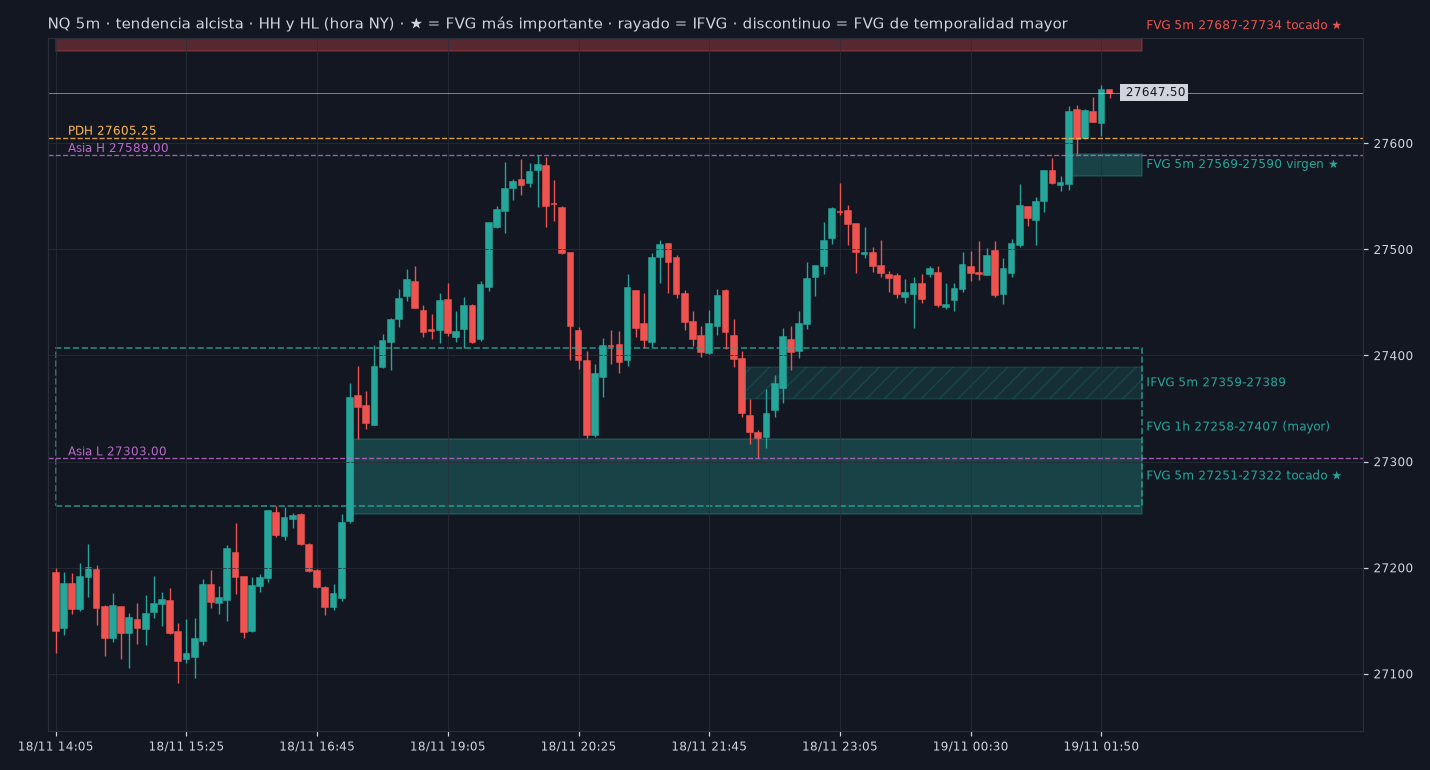 NQ 5m · tendencia alcista · HH y HL (hora NY) · ★ = FVG más importante · rayado = IFVG · discontinuo = FVG de temporalidad mayor
FVG 5m 27687-27734 tocado ★
27647.50
PDH 27605.25
27600
Asia H 27589.00
FVG 5m 27569-27590 virgen ★
27500
27400
IFVG 5m 27359-27389
FVG 1h 27258-27407 (mayor)
Asia L 27303.00
27300
FVG 5m 27251-27322 tocado ★
27200
27100
18/11 14:05
18/11 15:25
18/11 16:45
18/11 19:05
18/11 20:25
18/11 21:45
18/11 23:05
19/11 00:30
19/11 01:50